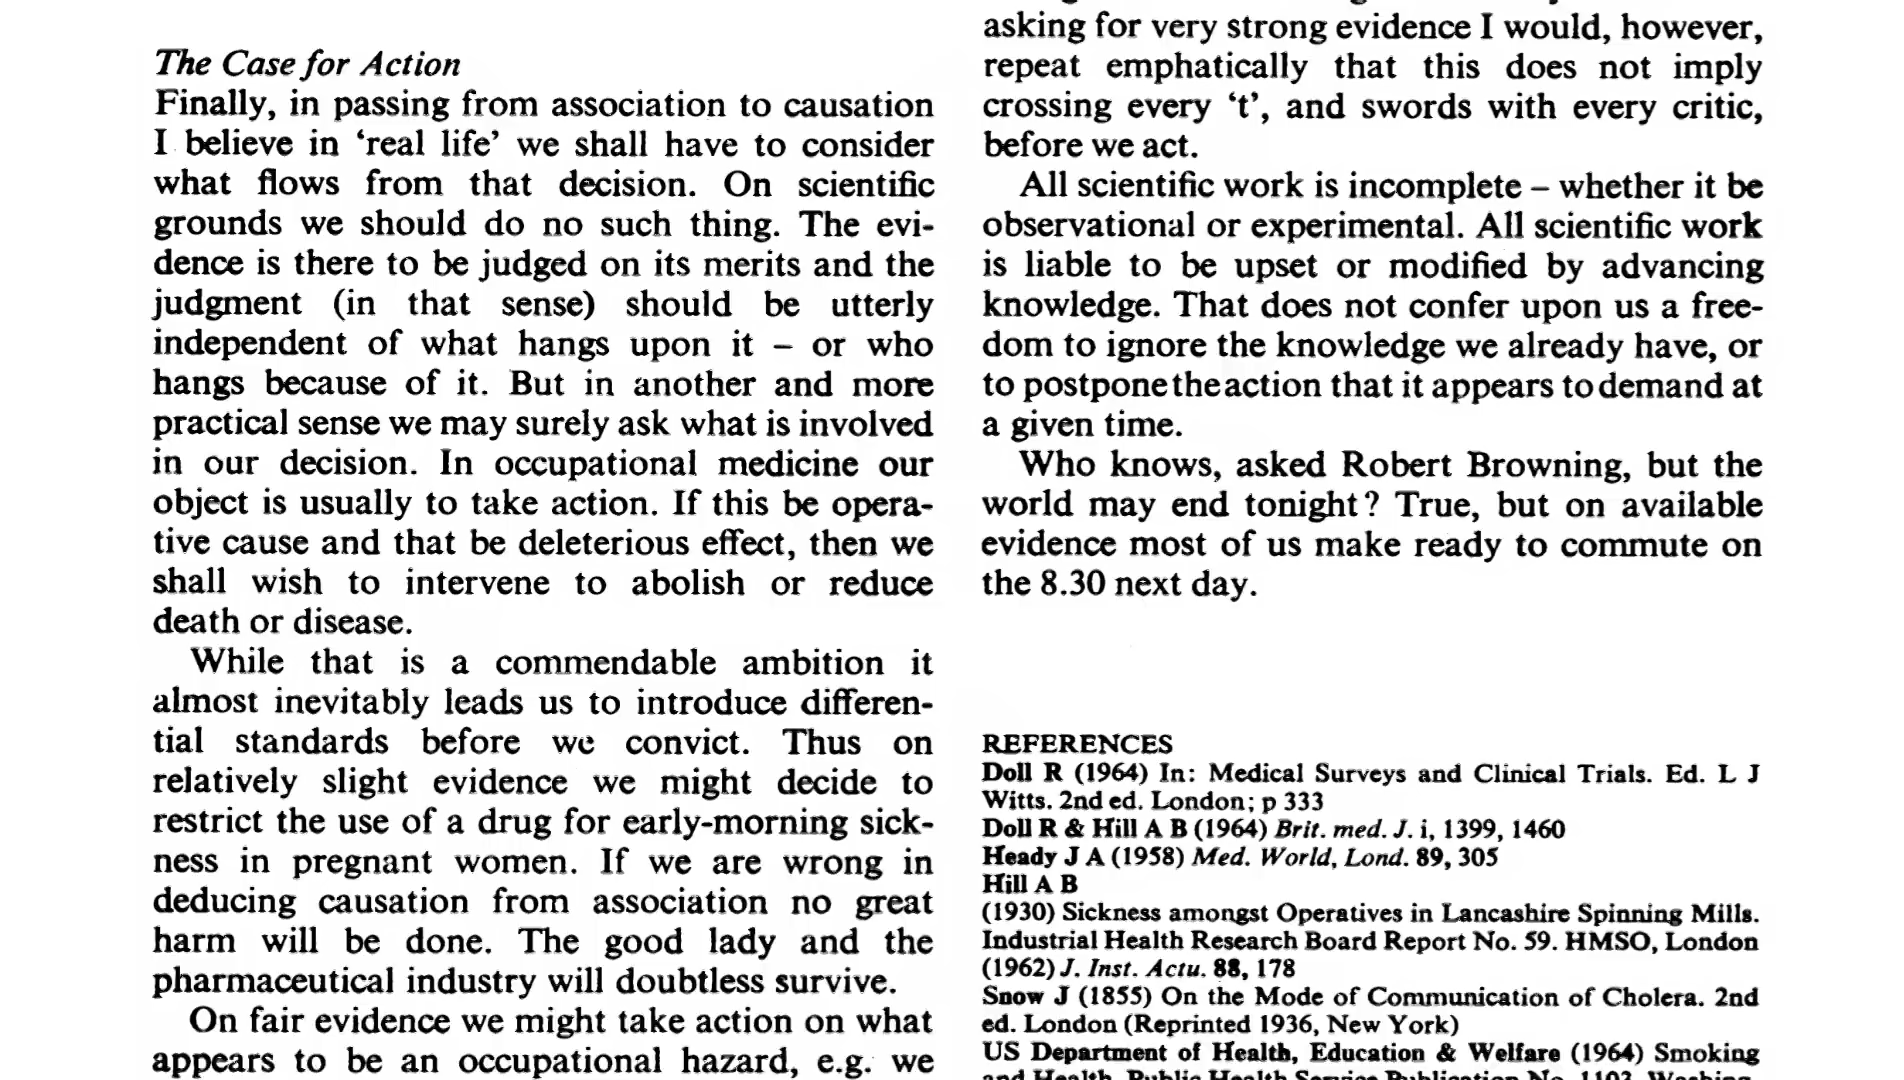 The Case for Action
Finally, in passing from association to causation
I believe in ‘real life’ we shall have to consider
what flows from that decision. On scientific
grounds we should do no such thing. The evi-
dence is there to be judged on its merits and the
judgment (in that sense) should be utterly
independent of what hangs upon it – or who
hangs because of it. But in another and more
practical sense we may surely ask what is involved
in our decision. In occupational medicine our
object is usually to take action. If this be opera-
tive cause and that be deleterious effect, then we
shall wish to intervene to abolish or reduce
death or disease.
While that is a commendable ambition it
almost inevitably leads us to introduce differen-
tial standards before we convict. Thus on
relatively slight evidence we might decide to
restrict the use of a drug for early-morning sick-
ness in pregnant women. If we are wrong in
deducing causation from association no great
harm will be done. The good lady and the
pharmaceutical industry will doubtless survive.
On fair evidence we might take action on what
appears to be an occupational hazard, e.g. we
asking for very strong evidence I would, however,
repeat emphatically that this does not imply
crossing every ‘t’, and swords with every critic,
before we act.
All scientific work is incomplete – whether it be
observational or experimental. All scientific work
is liable to be upset or modified by advancing
knowledge. That does not confer upon us a free-
dom to ignore the knowledge we already have, or
to postpone the action that it appears to demand at
a given time.
Who knows, asked Robert Browning, but the
world may end tonight? True, but on available
evidence most of us make ready to commute on
the 8.30 next day.
REFERENCES
Doll R (1964) In: Medical Surveys and Clinical Trials. Ed. L J
Witts. 2nd ed. London; p 333
Doll R & Hill A B (1964) Brit. med. J. i, 1399, 1460
Heady J A (1958) Med. World, Lond. 89, 305
Hill A B
(1930) Sickness amongst Operatives in Lancashire Spinning Mills.
Industrial Health Research Board Report No. 59. HMSO, London
(1962) J. Inst. Actu. 88, 178
Snow J (1855) On the Mode of Communication of Cholera. 2nd
ed. London (Reprinted 1936, New York)
US Department of Health, Education & Welfare (1964) Smoking
and Health. Public Health Service Publication No. 1103. Washing-